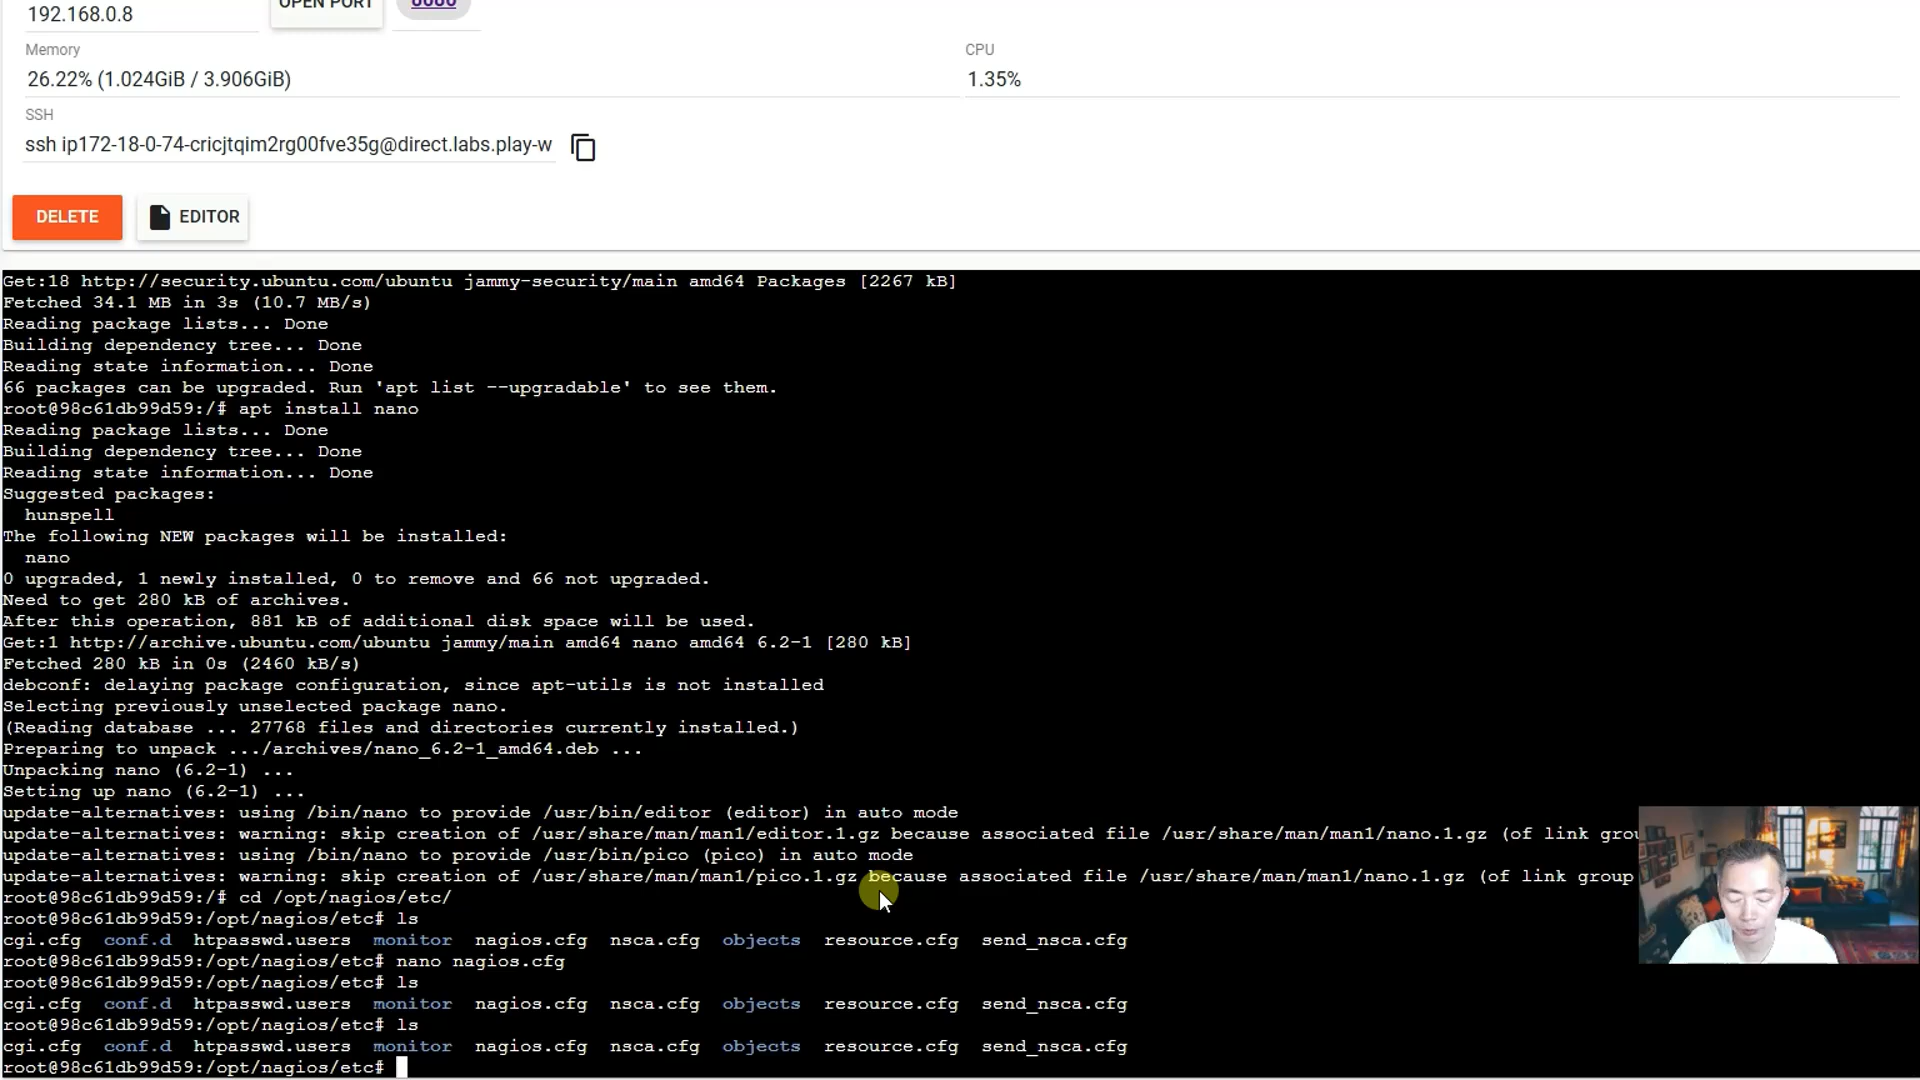 192.168.0.8
OPEN PORT
8080
Memory
CPU
26.22% (1.024GiB / 3.906GiB)
1.35%
SSH
ssh ip172-18-0-74-cricjtqim2rg00fve35g@direct.labs.play-w
DELETE
EDITOR
Get:18 http://security.ubuntu.com/ubuntu jammy-security/main amd64 Packages [2267 kB]
Fetched 34.1 MB in 3s (10.7 MB/s)
Reading package lists... Done
Building dependency tree... Done
Reading state information... Done
66 packages can be upgraded. Run 'apt list --upgradable' to see them.
root@98c61db99d59:/# apt install nano
Reading package lists... Done
Building dependency tree... Done
Reading state information... Done
Suggested packages:
  hunspell
The following NEW packages will be installed:
  nano
0 upgraded, 1 newly installed, 0 to remove and 66 not upgraded.
Need to get 280 kB of archives.
After this operation, 881 kB of additional disk space will be used.
Get:1 http://archive.ubuntu.com/ubuntu jammy/main amd64 nano amd64 6.2-1 [280 kB]
Fetched 280 kB in 0s (2460 kB/s)
debconf: delaying package configuration, since apt-utils is not installed
Selecting previously unselected package nano.
(Reading database ... 27768 files and directories currently installed.)
Preparing to unpack .../archives/nano_6.2-1_amd64.deb ...
Unpacking nano (6.2-1) ...
Setting up nano (6.2-1) ...
update-alternatives: using /bin/nano to provide /usr/bin/editor (editor) in auto mode
update-alternatives: warning: skip creation of /usr/share/man/man1/editor.1.gz because associated file /usr/share/man/man1/nano.1.gz (of link grou
update-alternatives: using /bin/nano to provide /usr/bin/pico (pico) in auto mode
update-alternatives: warning: skip creation of /usr/share/man/man1/pico.1.gz because associated file /usr/share/man/man1/nano.1.gz (of link group
root@98c61db99d59:/# cd /opt/nagios/etc/
root@98c61db99d59:/opt/nagios/etc# ls
cgi.cfg  conf.d  htpasswd.users  monitor  nagios.cfg  nsca.cfg  objects  resource.cfg  send_nsca.cfg
root@98c61db99d59:/opt/nagios/etc# nano nagios.cfg
root@98c61db99d59:/opt/nagios/etc# ls
cgi.cfg  conf.d  htpasswd.users  monitor  nagios.cfg  nsca.cfg  objects  resource.cfg  send_nsca.cfg
root@98c61db99d59:/opt/nagios/etc# ls
cgi.cfg  conf.d  htpasswd.users  monitor  nagios.cfg  nsca.cfg  objects  resource.cfg  send_nsca.cfg
root@98c61db99d59:/opt/nagios/etc#